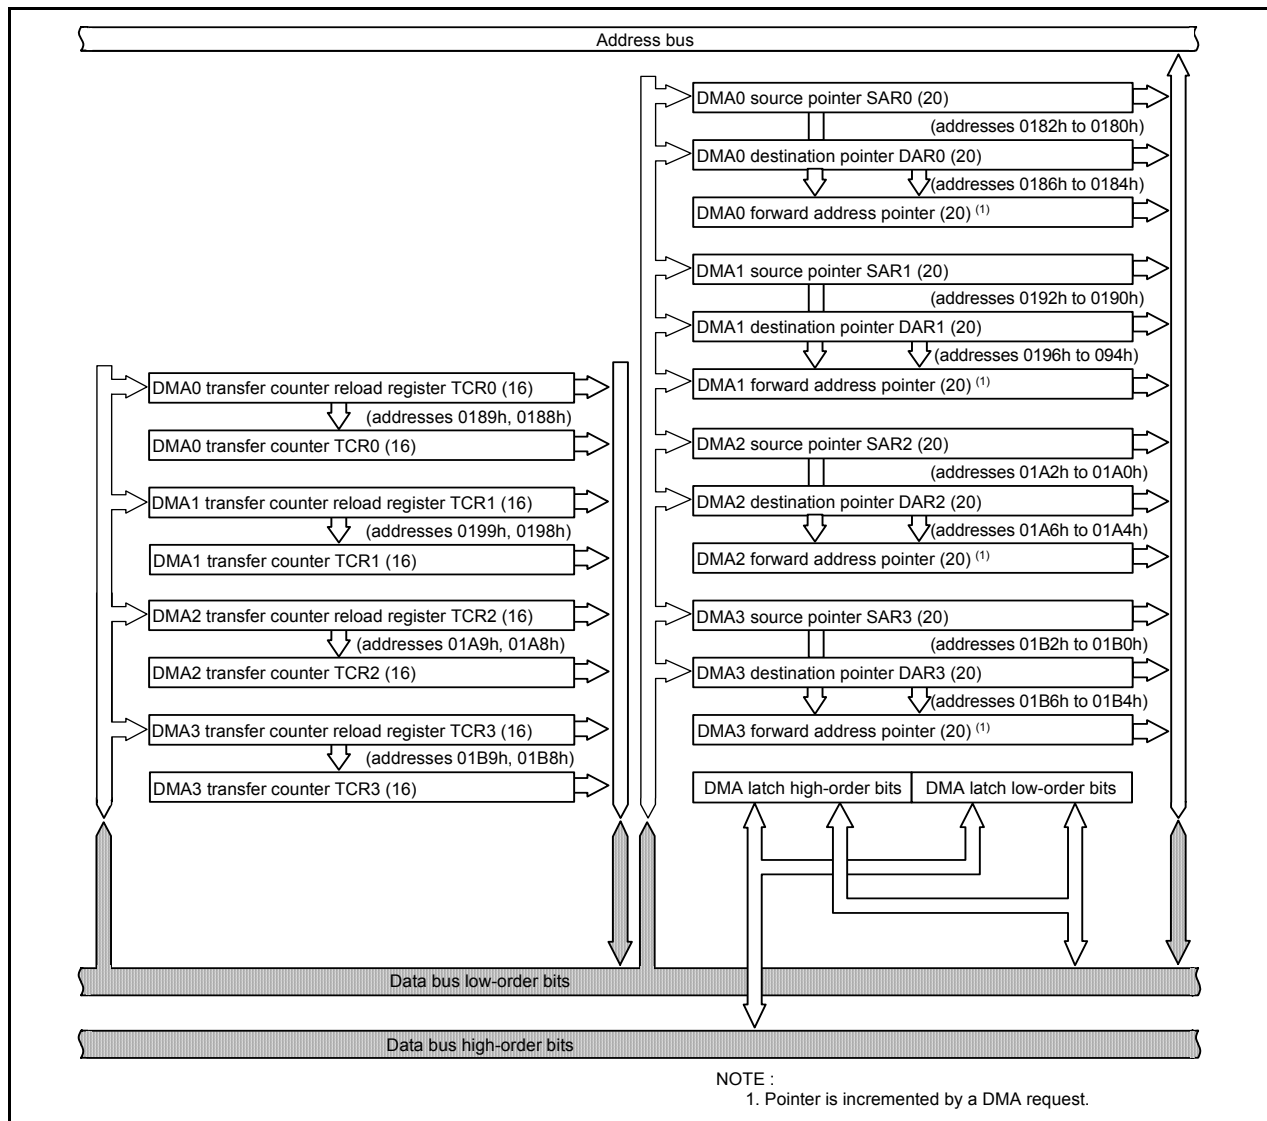 Address bus
DMA0 source pointer SAR0 (20)
(addresses 0182h to 0180h)
DMA0 destination pointer DAR0 (20)
(addresses 0186h to 0184h)
DMA0 forward address pointer (20) (1)
DMA1 source pointer SAR1 (20)
(addresses 0192h to 0190h)
DMA1 destination pointer DAR1 (20)
(addresses 0196h to 094h)
DMA1 forward address pointer (20) (1)
DMA2 source pointer SAR2 (20)
(addresses 01A2h to 01A0h)
DMA2 destination pointer DAR2 (20)
(addresses 01A6h to 01A4h)
DMA2 forward address pointer (20) (1)
DMA3 source pointer SAR3 (20)
(addresses 01B2h to 01B0h)
DMA3 destination pointer DAR3 (20)
(addresses 01B6h to 01B4h)
DMA3 forward address pointer (20) (1)
DMA transfer counter reload register TCR0 (16)
(addresses 0189h, 0188h)
DMA0 transfer counter TCR0 (16)
DMA1 transfer counter reload register TCR1 (16)
(addresses 0199h, 0198h)
DMA1 transfer counter TCR1 (16)
DMA2 transfer counter reload register TCR2 (16)
(addresses 01A9h, 01A8h)
DMA2 transfer counter TCR2 (16)
DMA3 transfer counter reload register TCR3 (16)
(addresses 01B9h, 01B8h)
DMA3 transfer counter TCR3 (16)
DMA latch high-order bits
DMA latch low-order bits
Data bus low-order bits
Data bus high-order bits
NOTE :
1. Pointer is incremented by a DMA request.